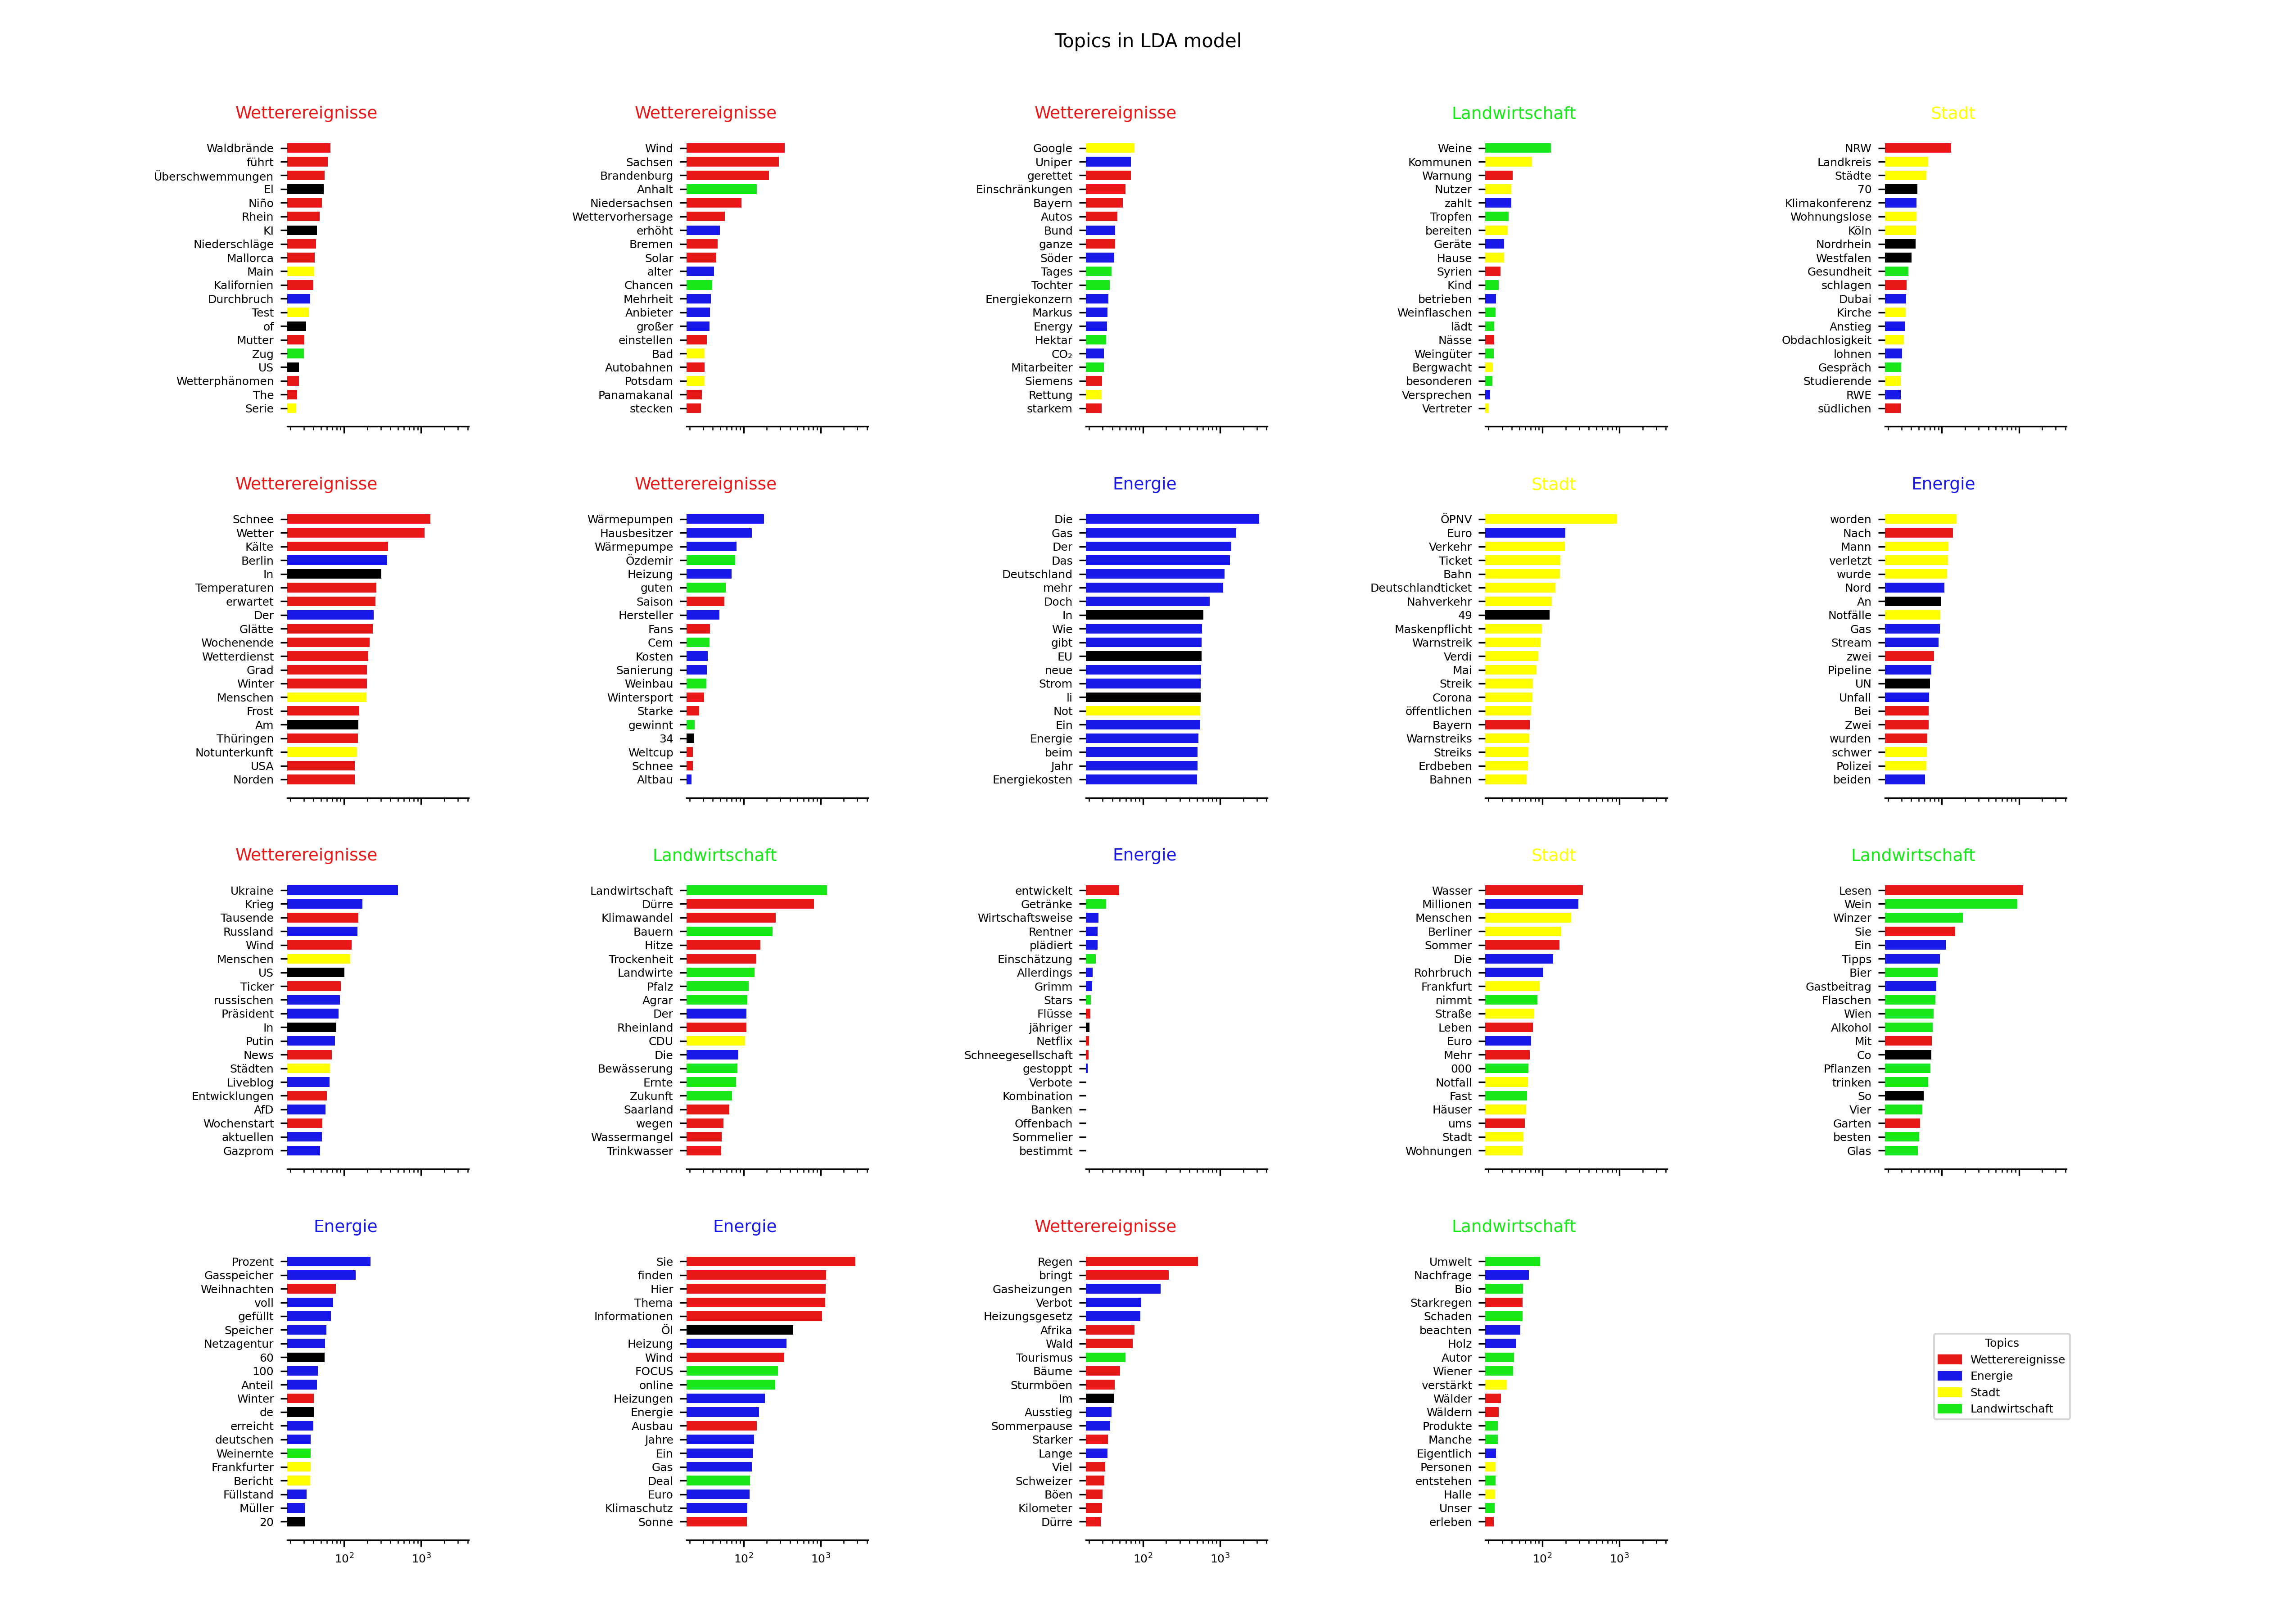 Topics in LDA model
Wetterereignisse
Waldbrände
führt
Überschwemmungen
El
Niño
Rhein
KI
Niederschläge
Mallorca
Main
Kalifornien
Durchbruch
Test
of
Mutter
Zug
US
Wetterphänomen
The
Serie
Wetterereignisse
Wind
Sachsen
Brandenburg
Anhalt
Niedersachsen
Wettervorhersage
erhöht
Bremen
Solar
alter
Chancen
Mehrheit
Anbieter
großer
einstellen
Bad
Autobahnen
Potsdam
Panamakanal
stecken
Wetterereignisse
Google
Uniper
gerettet
Einschränkungen
Bayern
Autos
Bund
ganze
Söder
Tages
Tochter
Energiekonzern
Markus
Energy
Hektar
CO₂
Mitarbeiter
Siemens
Rettung
starkem
Landwirtschaft
Weine
Kommunen
Warnung
Nutzer
zahlt
Tropfen
bereiten
Geräte
Hause
Syrien
Kind
betrieben
Weinflaschen
lädt
Nässe
Weingüter
Bergwacht
besonderen
Versprechen
Vertreter
Stadt
NRW
Landkreis
Städte
70
Klimakonferenz
Wohnungslose
Köln
Nordrhein
Westfalen
Gesundheit
schlagen
Dubai
Kirche
Anstieg
Obdachlosigkeit
lohnen
Gespräch
Studierende
RWE
südlichen
Wetterereignisse
Schnee
Wetter
Kälte
Berlin
In
Temperaturen
erwartet
Der
Glätte
Wochenende
Wetterdienst
Grad
Winter
Menschen
Frost
Am
Thüringen
Notunterkunft
USA
Norden
Wetterereignisse
Wärmepumpen
Hausbesitzer
Wärmepumpe
Özdemir
Heizung
guten
Saison
Hersteller
Fans
Cem
Kosten
Sanierung
Weinbau
Wintersport
Starke
gewinnt
34
Weltcup
Schnee
Altbau
Energie
Die
Gas
Der
Das
Deutschland
mehr
Doch
In
Wie
gibt
EU
neue
Strom
li
Not
Ein
Energie
beim
Jahr
Energiekosten
Stadt
ÖPNV
Euro
Verkehr
Ticket
Bahn
Deutschlandticket
Nahverkehr
49
Maskenpflicht
Warnstreik
Verdi
Mai
Streik
Corona
öffentlichen
Bayern
Warnstreiks
Streiks
Erdbeben
Bahnen
Energie
worden
Nach
Mann
verletzt
wurde
Nord
An
Notfälle
Gas
Stream
zwei
Pipeline
UN
Unfall
Bei
Zwei
wurden
schwer
Polizei
beiden
Wetterereignisse
Ukraine
Krieg
Tausende
Russland
Wind
Menschen
US
Ticker
russischen
Präsident
In
Putin
News
Städten
Liveblog
Entwicklungen
AfD
Wochenstart
aktuellen
Gazprom
Landwirtschaft
Landwirtschaft
Dürre
Klimawandel
Bauern
Hitze
Trockenheit
Landwirte
Pfalz
Agrar
Der
Rheinland
CDU
Die
Bewässerung
Ernte
Zukunft
Saarland
wegen
Wassermangel
Trinkwasser
Energie
entwickelt
Getränke
Wirtschaftsweise
Rentner
plädiert
Einschätzung
Allerdings
Grimm
Stars
Flüsse
jähriger
Netflix
Schneegesellschaft
gestoppt
Verbote
Kombination
Banken
Offenbach
Sommelier
bestimmt
Stadt
Wasser
Millionen
Menschen
Berliner
Sommer
Die
Rohrbruch
Frankfurt
nimmt
Straße
Leben
Euro
Mehr
000
Notfall
Fast
Häuser
ums
Stadt
Wohnungen
Landwirtschaft
Lesen
Wein
Winzer
Sie
Ein
Tipps
Bier
Gastbeitrag
Flaschen
Wien
Alkohol
Mit
Co
Pflanzen
trinken
So
Vier
Garten
besten
Glas
Energie
Prozent
Gasspeicher
Weihnachten
voll
gefüllt
Speicher
Netzagentur
60
100
Anteil
Winter
de
erreicht
deutschen
Weinernte
Frankfurter
Bericht
Füllstand
Müller
20
10² 10³
Energie
Sie
finden
Hier
Thema
Informationen
Öl
Heizung
Wind
FOCUS
online
Heizungen
Energie
Ausbau
Jahre
Ein
Gas
Deal
Euro
Klimaschutz
Sonne
10² 10³
Wetterereignisse
Regen
bringt
Gasheizungen
Verbot
Heizungsgesetz
Afrika
Wald
Tourismus
Bäume
Sturmböen
Im
Ausstieg
Sommerpause
Starker
Lange
Viel
Schweizer
Böen
Kilometer
Dürre
10² 10³
Landwirtschaft
Umwelt
Nachfrage
Bio
Starkregen
Schaden
beachten
Holz
Autor
Wiener
verstärkt
Wälder
Wäldern
Produkte
Manche
Eigentlich
Personen
entstehen
Halle
Unser
erleben
10² 10³
Topics
Wetterereignisse
Energie
Stadt
Landwirtschaft